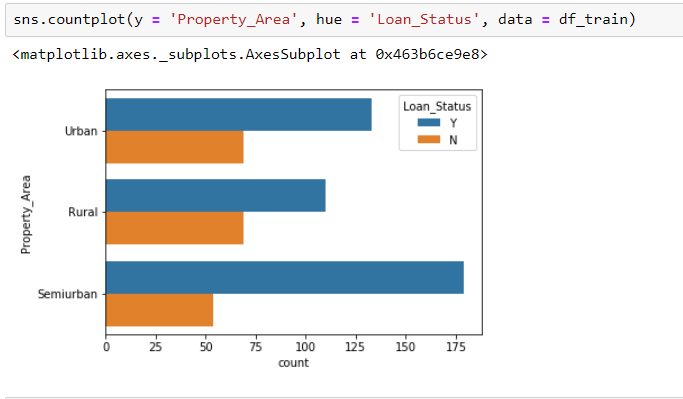 sns.countplot(y = 'Property_Area', hue = 'Loan_Status', data = df_train)
<matplotlib.axes._subplots.AxesSubplot at 0x463b6ce9e8>
Loan_Status
Y
N
Urban
Rural
Semiurban
Property_Area
0 25 50 75 100 125 150 175
count